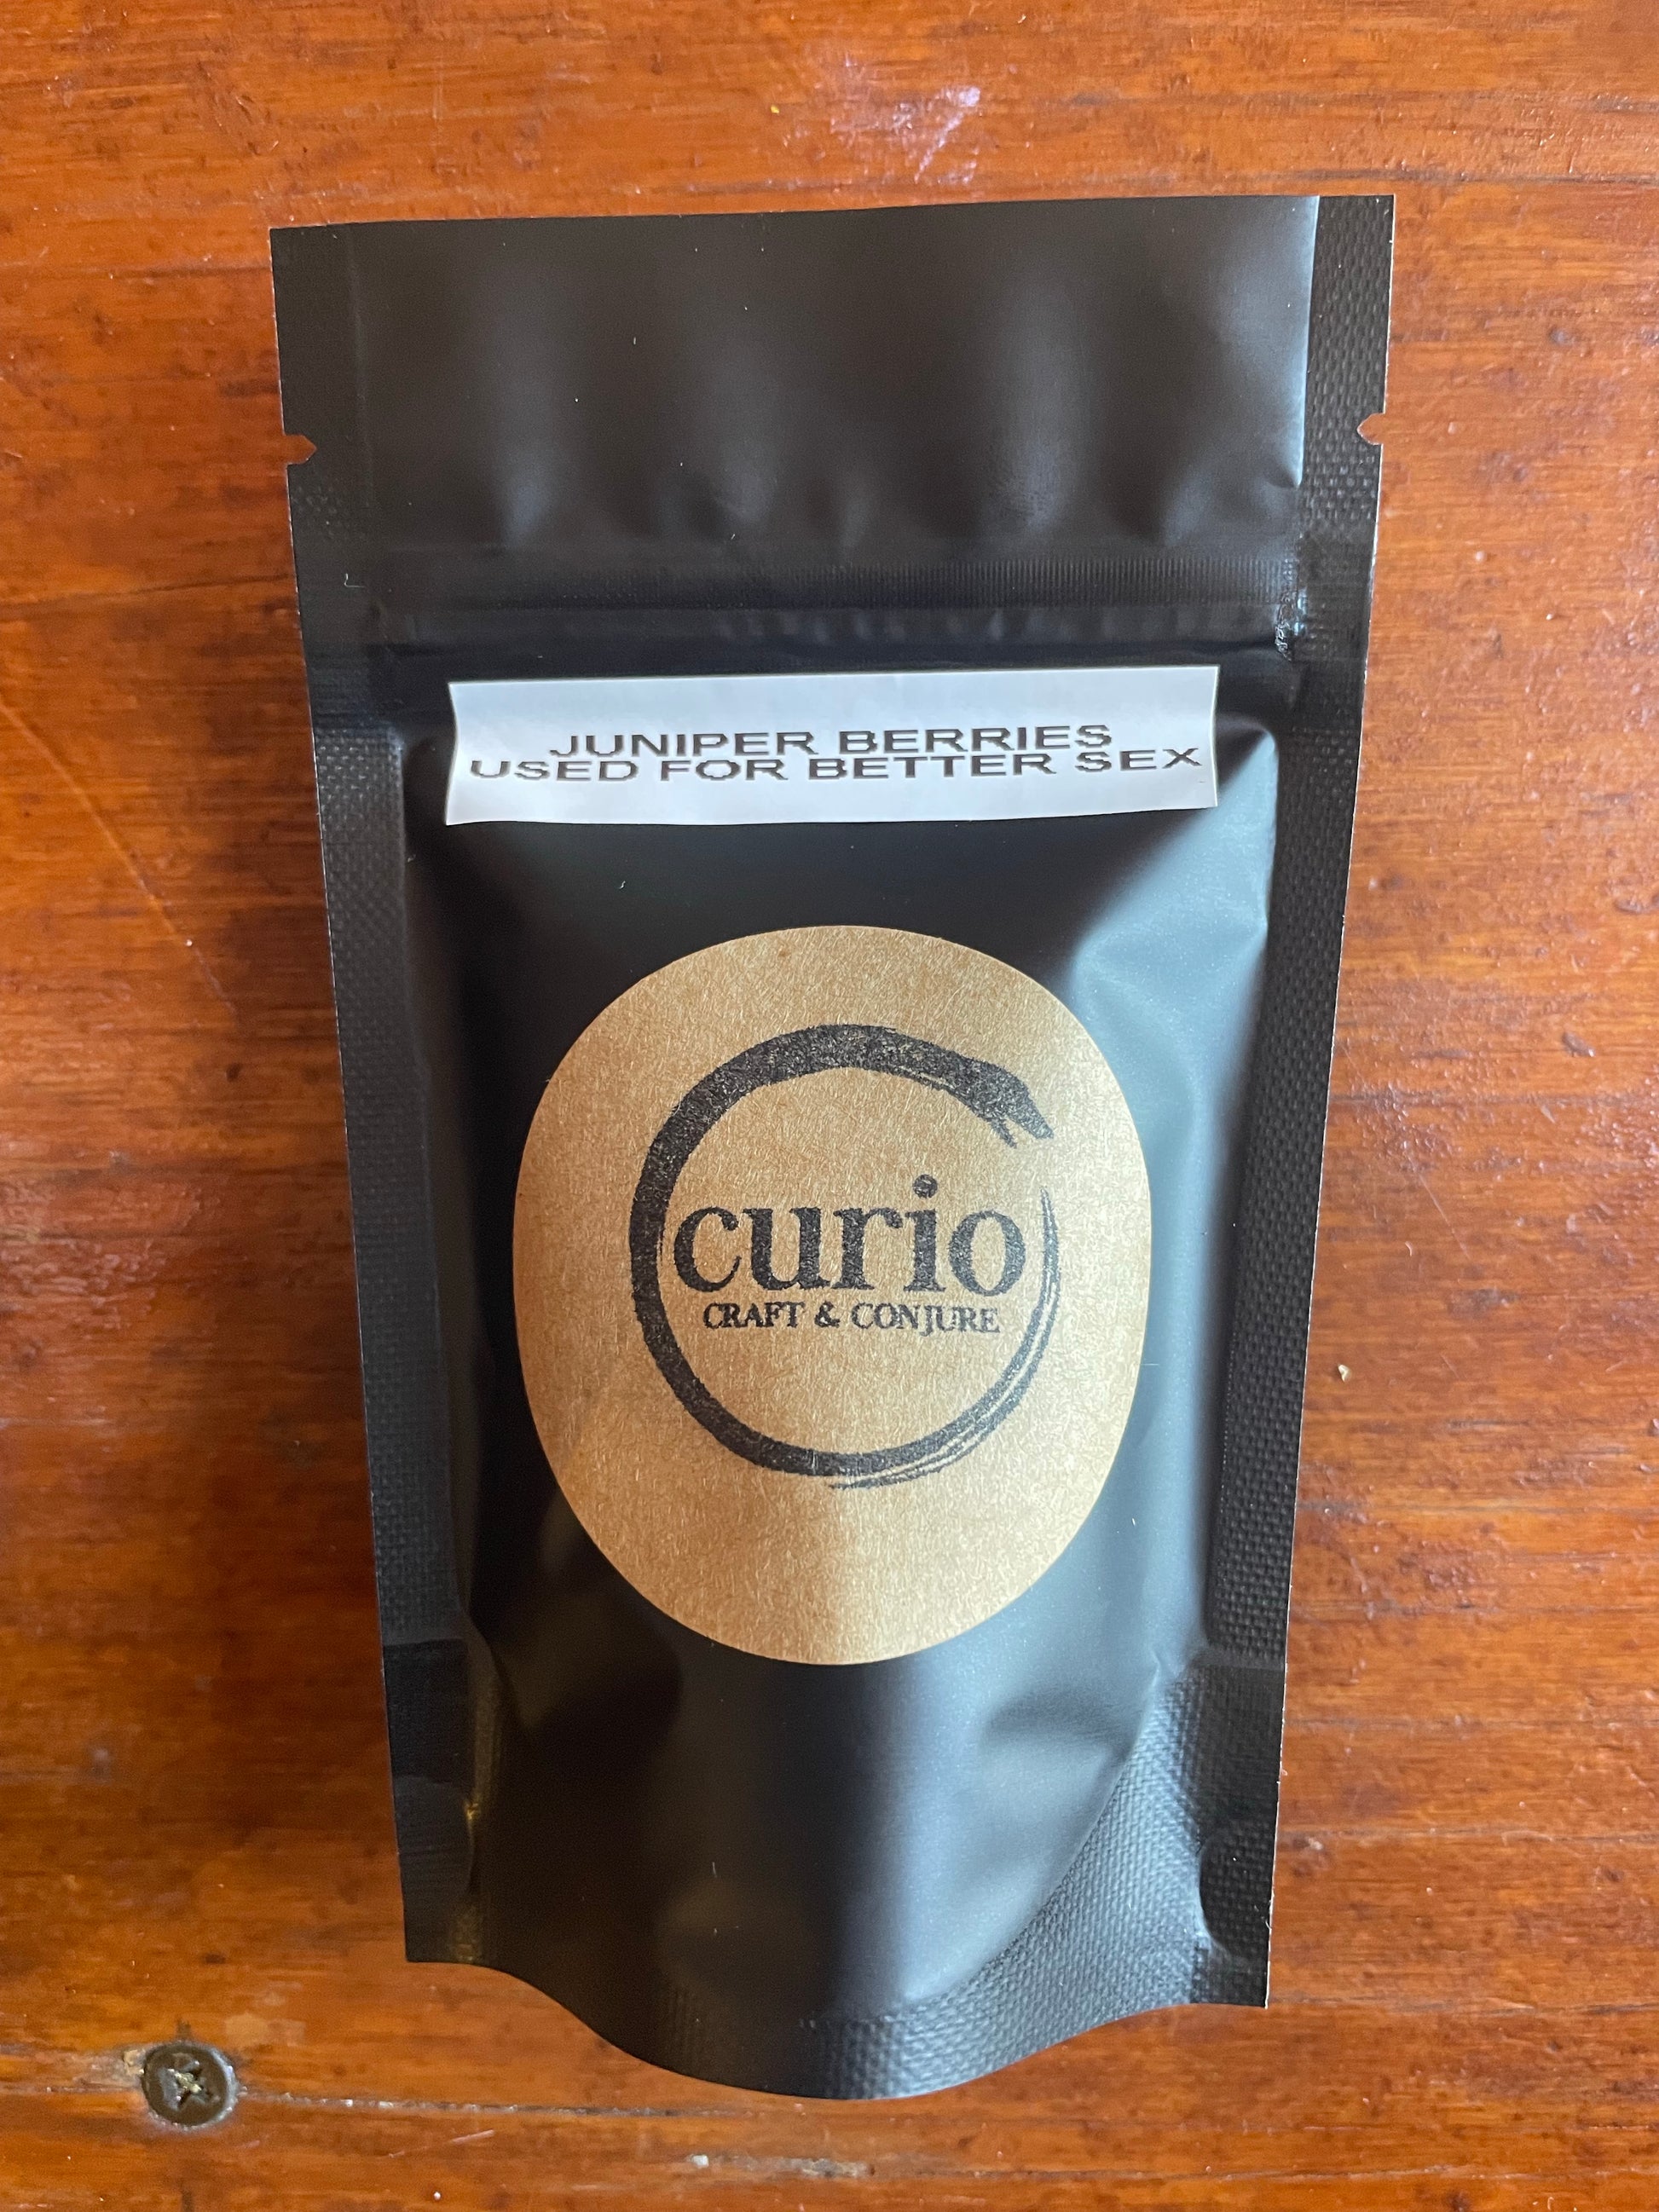 JUNIPER BERRIES
USED FOR BETTER SEX
curio
CRAFT & CONJURE